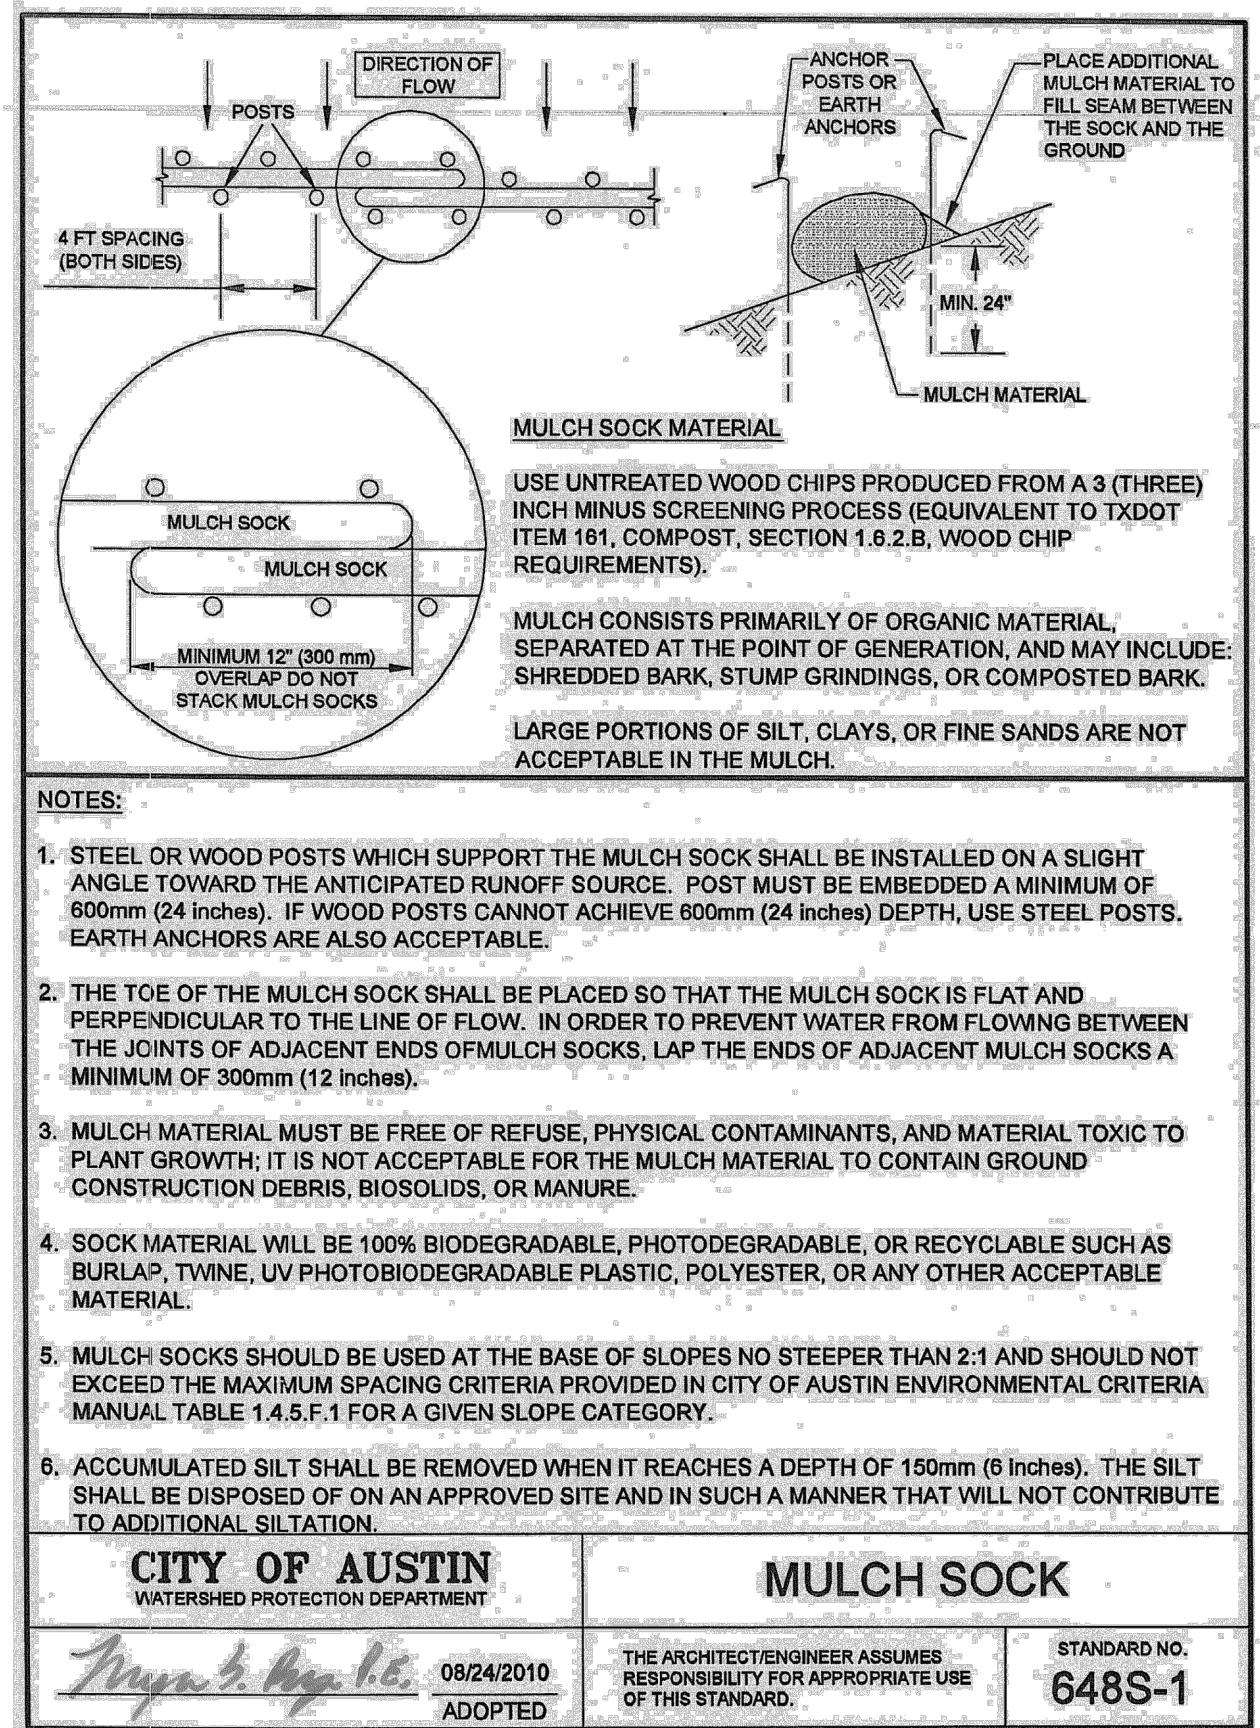 DIRECTION OF
FLOW
POSTS
4 FT SPACING
(BOTH SIDES)
ANCHOR
POSTS OR
EARTH
ANCHORS
PLACE ADDITIONAL
MULCH MATERIAL TO
FILL SEAM BETWEEN
THE SOCK AND THE
GROUND
MIN. 24"
MULCH MATERIAL
MULCH SOCK
MULCH SOCK
MINIMUM 12" (300 mm)
OVERLAP DO NOT
STACK MULCH SOCKS
MULCH SOCK MATERIAL
USE UNTREATED WOOD CHIPS PRODUCED FROM A 3 (THREE)
INCH MINUS SCREENING PROCESS (EQUIVALENT TO TXDOT
ITEM 161, COMPOST, SECTION 1.6.2.B, WOOD CHIP
REQUIREMENTS).
MULCH CONSISTS PRIMARILY OF ORGANIC MATERIAL,
SEPARATED AT THE POINT OF GENERATION, AND MAY INCLUDE:
SHREDDED BARK, STUMP GRINDINGS, OR COMPOSTED BARK.
LARGE PORTIONS OF SILT, CLAYS, OR FINE SANDS ARE NOT
ACCEPTABLE IN THE MULCH.
NOTES:
1. STEEL OR WOOD POSTS WHICH SUPPORT THE MULCH SOCK SHALL BE INSTALLED ON A SLIGHT
ANGLE TOWARD THE ANTICIPATED RUNOFF SOURCE. POST MUST BE EMBEDDED A MINIMUM OF
600mm (24 inches). IF WOOD POSTS CANNOT ACHIEVE 600mm (24 inches) DEPTH, USE STEEL POSTS.
EARTH ANCHORS ARE ALSO ACCEPTABLE.
2. THE TOE OF THE MULCH SOCK SHALL BE PLACED SO THAT THE MULCH SOCK IS FLAT AND
PERPENDICULAR TO THE LINE OF FLOW. IN ORDER TO PREVENT WATER FROM FLOWING BETWEEN
THE JOINTS OF ADJACENT ENDS OFMULCH SOCKS, LAP THE ENDS OF ADJACENT MULCH SOCKS A
MINIMUM OF 300mm (12 inches).
3. MULCH MATERIAL MUST BE FREE OF REFUSE, PHYSICAL CONTAMINANTS, AND MATERIAL TOXIC TO
PLANT GROWTH; IT IS NOT ACCEPTABLE FOR THE MULCH MATERIAL TO CONTAIN GROUND
CONSTRUCTION DEBRIS, BIOSOLIDS, OR MANURE.
4. SOCK MATERIAL WILL BE 100% BIODEGRADABLE, PHOTODEGRADABLE, OR RECYCLABLE SUCH AS
BURLAP, TWINE, UV PHOTOBIODEGRADABLE PLASTIC, POLYESTER, OR ANY OTHER ACCEPTABLE
MATERIAL.
5. MULCH SOCKS SHOULD BE USED AT THE BASE OF SLOPES NO STEEPER THAN 2:1 AND SHOULD NOT
EXCEED THE MAXIMUM SPACING CRITERIA PROVIDED IN CITY OF AUSTIN ENVIRONMENTAL CRITERIA
MANUAL TABLE 1.4.5.F.1 FOR A GIVEN SLOPE CATEGORY.
6. ACCUMULATED SILT SHALL BE REMOVED WHEN IT REACHES A DEPTH OF 150mm (6 inches). THE SILT
SHALL BE DISPOSED OF ON AN APPROVED SITE AND IN SUCH A MANNER THAT WILL NOT CONTRIBUTE
TO ADDITIONAL SILTATION.
CITY OF AUSTIN
WATERSHED PROTECTION DEPARTMENT
MULCH SOCK
P.E.
08/24/2010
ADOPTED
THE ARCHITECT/ENGINEER ASSUMES
RESPONSIBILITY FOR APPROPRIATE USE
OF THIS STANDARD.
STANDARD NO.
648S-1